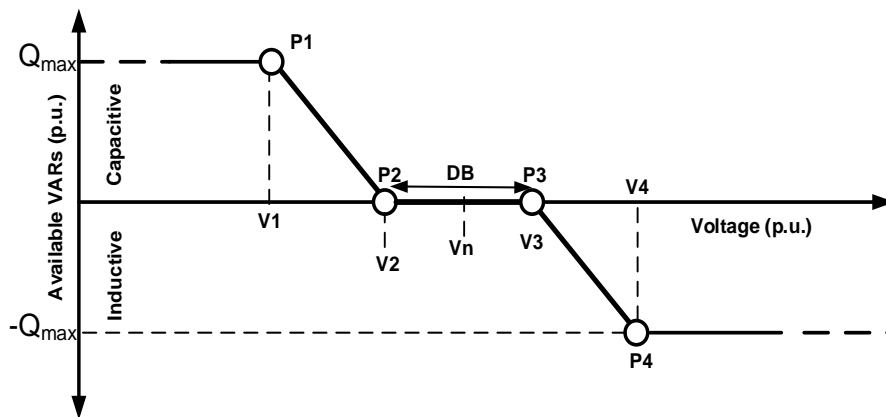 P1
Qmax
Available VARs (p.u.)
Capacitive
Inductive
P2
DB
P3
V4
V1
V2
Vn
V3
Voltage (p.u.)
-Qmax
P4